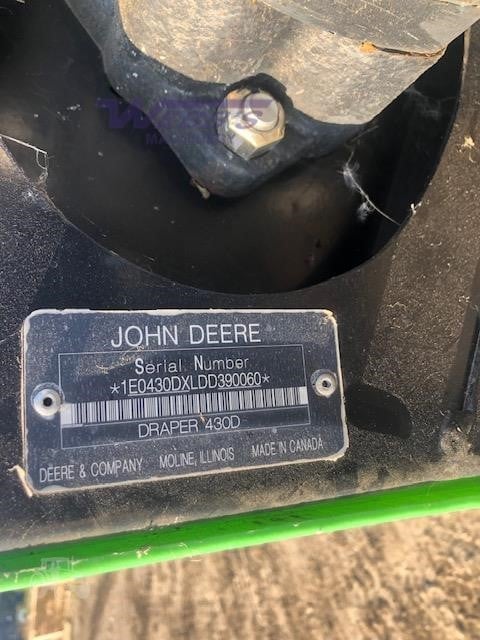 JOHN DEERE
Serial Number
*1E0430DXLDD390060*
DRAPER 430D
DEERE & COMPANY MOLINE, ILLINOIS MADE IN CANADA